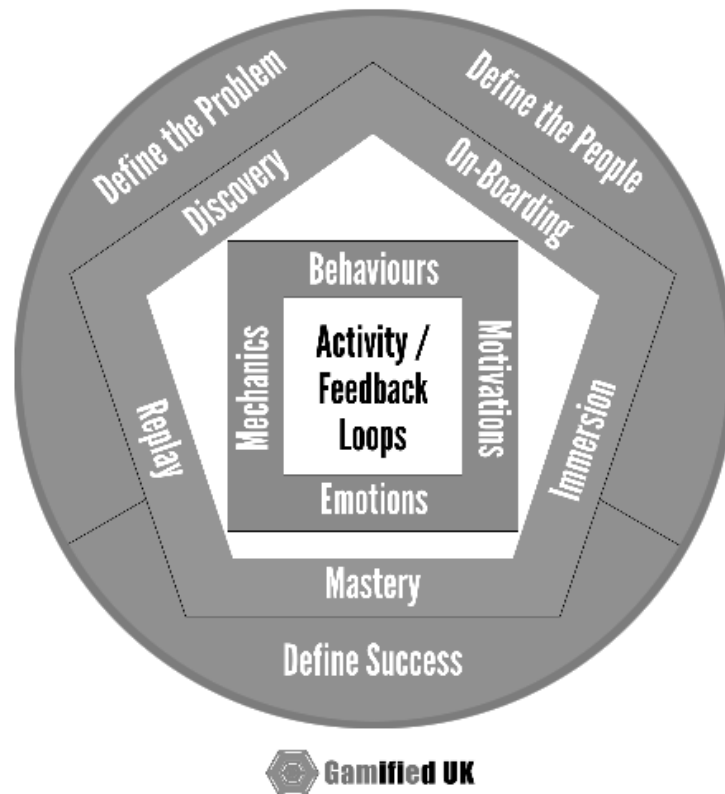 Define the Problem
Define the People
Discovery
On-Boarding
Behaviours
Mechanics
Activity /
Feedback
Loops
Motivations
Emotions
Replay
Immersion
Mastery
Define Success
Gamified UK